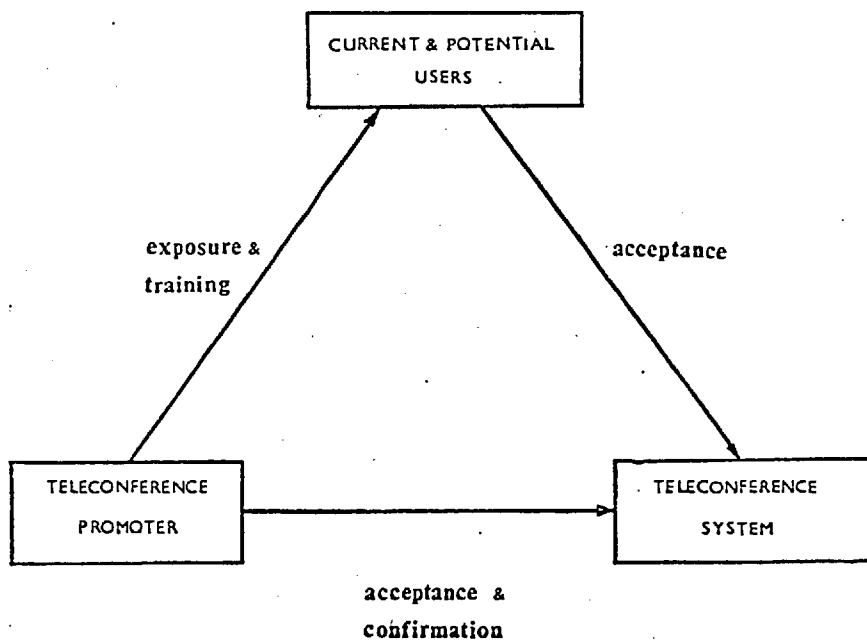 CURRENT & POTENTIAL
USERS
exposure &
training
acceptance
TELECONFERENCE
PROMOTER
TELECONFERENCE
SYSTEM
acceptance &
confirmation